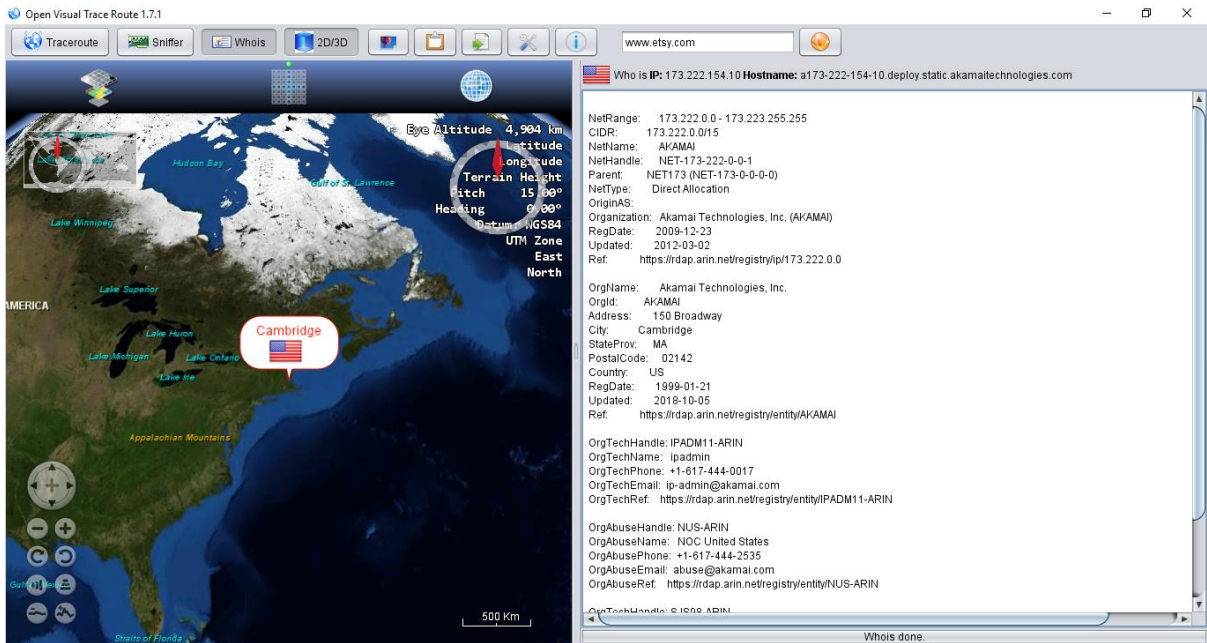 Open Visual Trace Route 1.7.1
Traceroute
Sniffer
Whois
2D/3D
www.etsy.com
Eye Altitude 4,904 km
Latitude
Longitude
Terrain Height
Pitch 15.00°
Heading 0.00°
Datum: WGS84
UTM Zone
East
North
Hudson Bay
Gulf of St. Lawrence
Lake Winnipeg
Lake Superior
AMERICA
Lake Huron
Cambridge
Lake Michigan
Lake Ontario
Lake Erie
Appalachian Mountains
500 Km
Straits of Florida
Who is IP: 173.222.154.10 Hostname: a173-222-154-10.deploy.static.akamaitechnologies.com
NetRange: 173.222.0.0 - 173.223.255.255
CIDR: 173.222.0.0/15
NetName: AKAMAI
NetHandle: NET-173-222-0-0-1
Parent: NET173 (NET-173-0-0-0-0)
NetType: Direct Allocation
OriginAS:
Organization: Akamai Technologies, Inc. (AKAMAI)
RegDate: 2009-12-23
Updated: 2012-03-02
Ref: https://rdap.arin.net/registry/ip/173.222.0.0
OrgName: Akamai Technologies, Inc.
OrgId: AKAMAI
Address: 150 Broadway
City: Cambridge
StateProv: MA
PostalCode: 02142
Country: US
RegDate: 1999-01-21
Updated: 2018-10-05
Ref: https://rdap.arin.net/registry/entity/AKAMAI
OrgTechHandle: IPADM11-ARIN
OrgTechName: ipadmin
OrgTechPhone: +1-617-444-0017
OrgTechEmail: ip-admin@akamai.com
OrgTechRef: https://rdap.arin.net/registry/entity/IPADM11-ARIN
OrgAbuseHandle: NUS-ARIN
OrgAbuseName: NOC United States
OrgAbusePhone: +1-617-444-2535
OrgAbuseEmail: abuse@akamai.com
OrgAbuseRef: https://rdap.arin.net/registry/entity/NUS-ARIN
OrgTechHandle: SJS98-ARIN
Whois done.